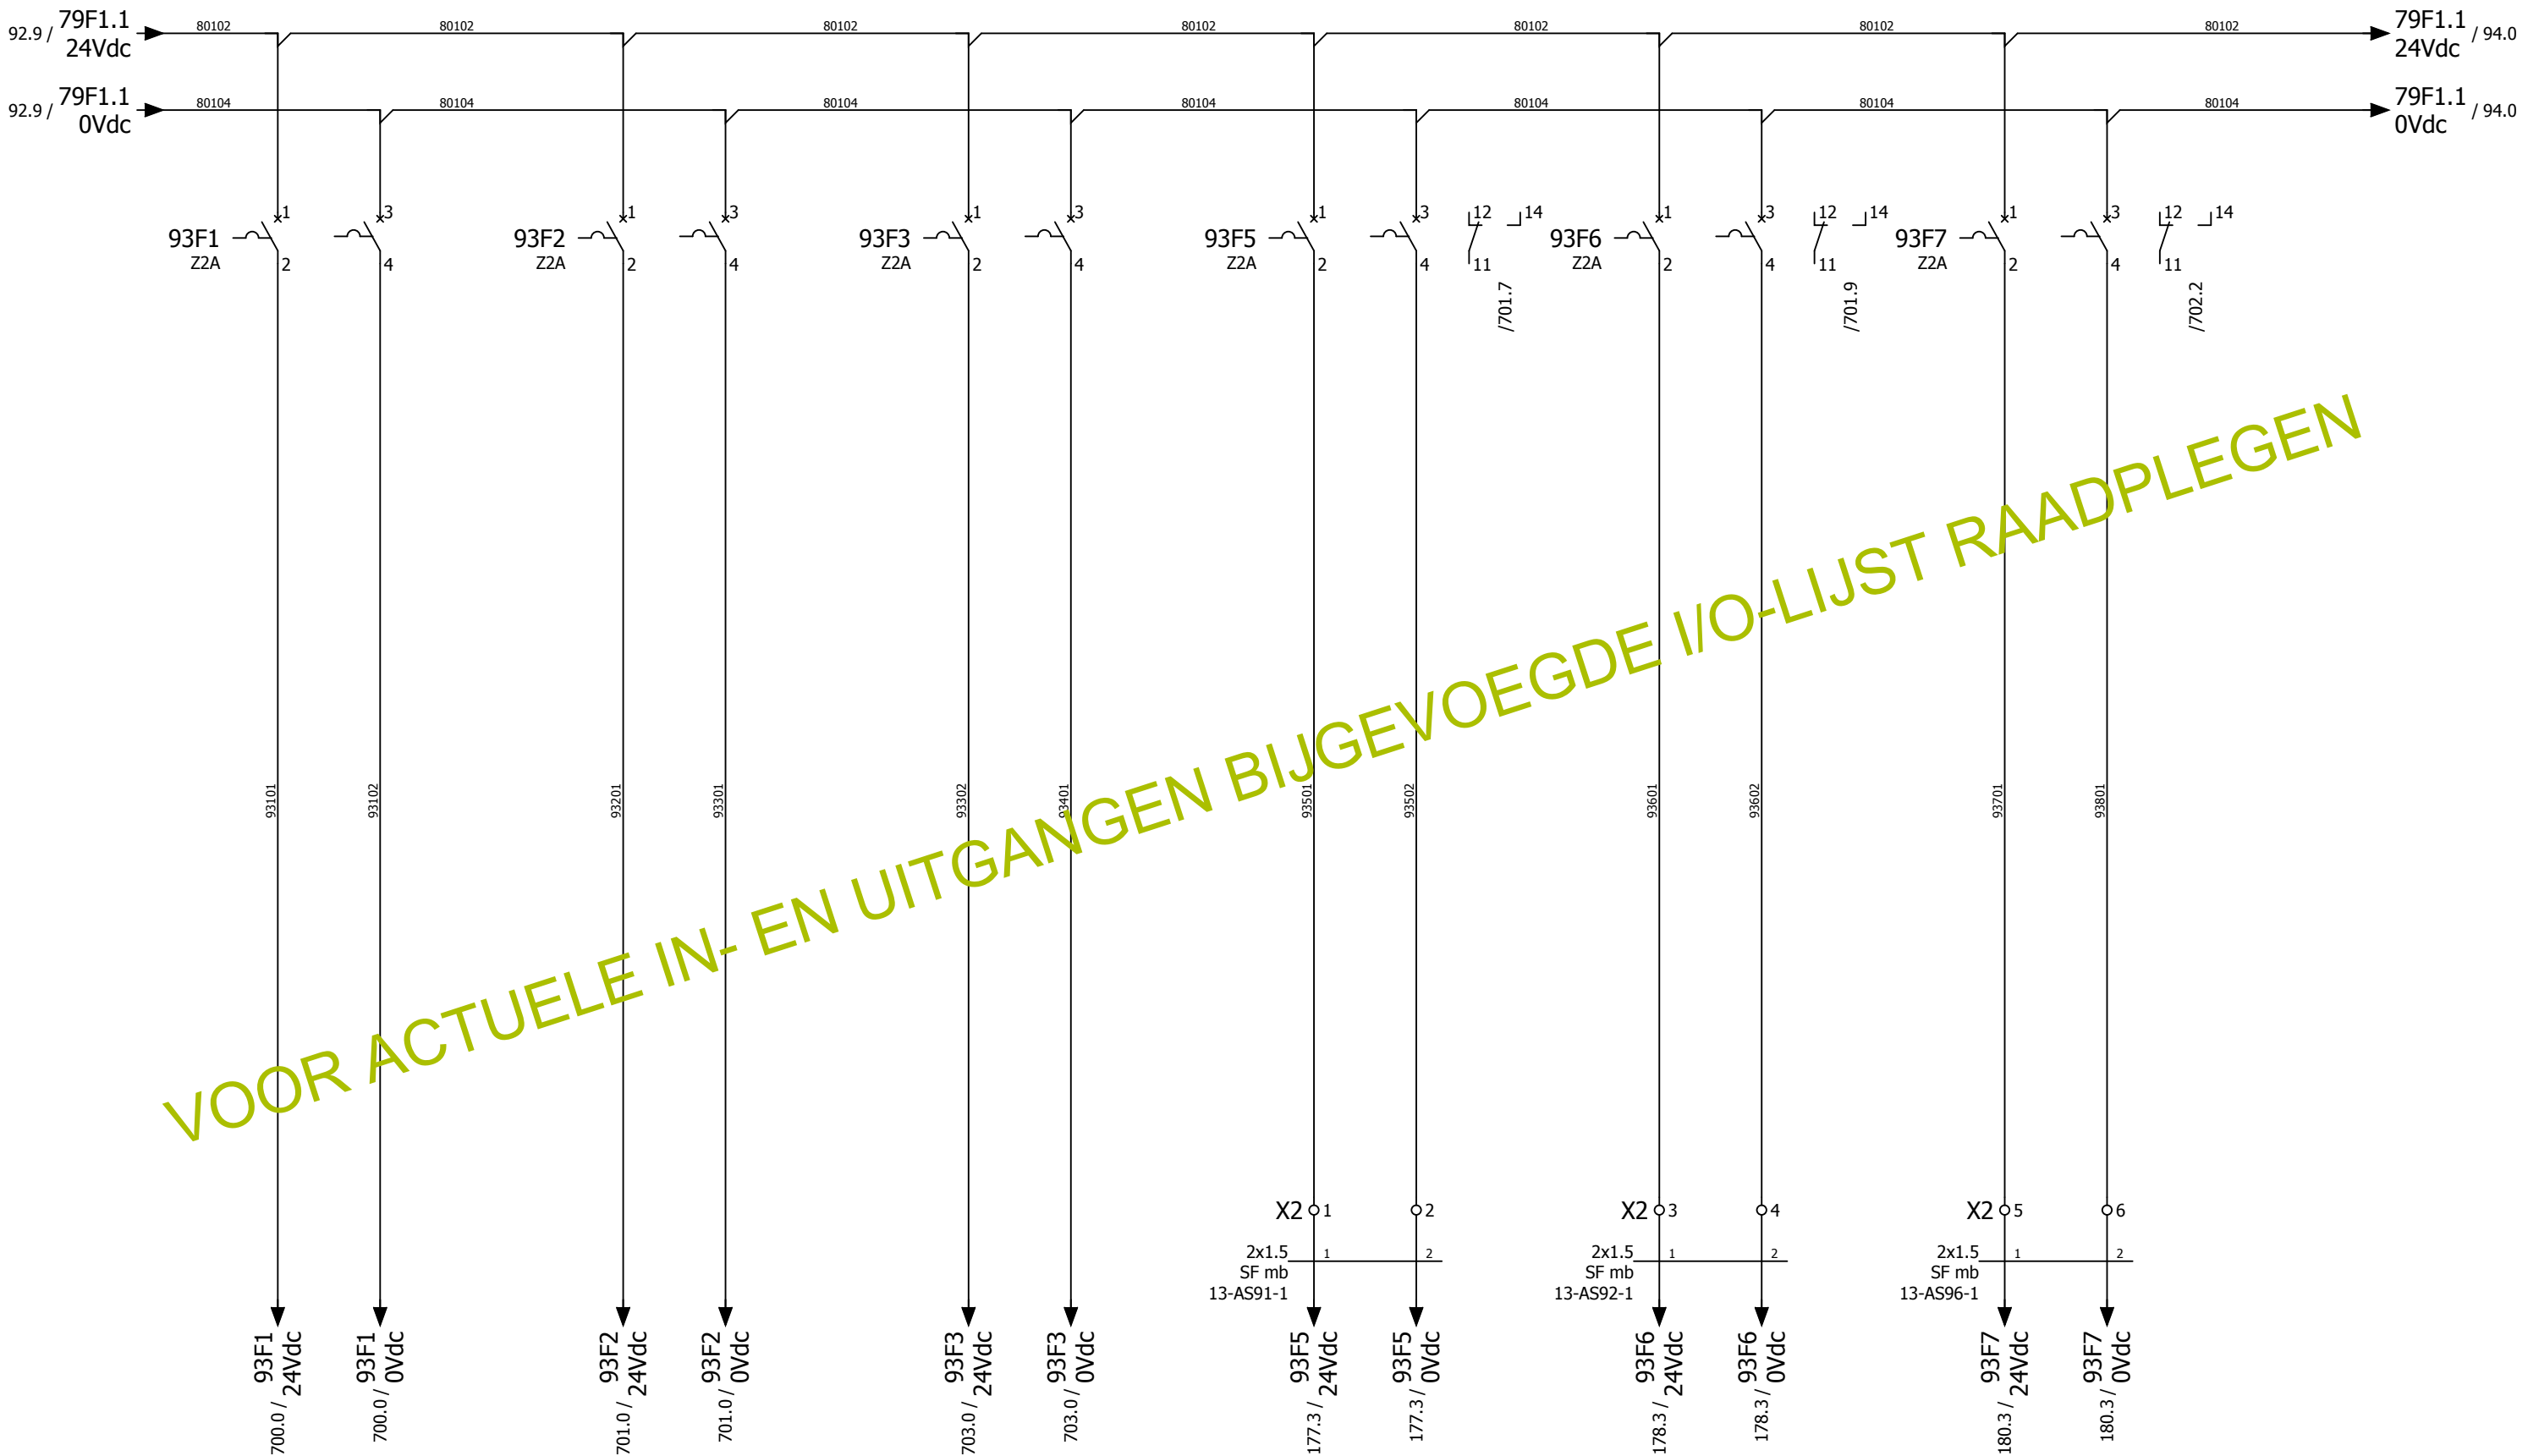 92.9 / 79F1.1 24Vdc 80102 80102 80102 80102 80102 80102 80102 79F1.1 24Vdc / 94.0
92.9 / 79F1.1 0Vdc 80104 80104 80104 80104 80104 80104 80104 79F1.1 0Vdc / 94.0
1 3 1 3 1 3 1 3 12 14 1 3 12 14 1 3 12 14
93F1 93F2 93F3 93F5 93F6 93F7
Z2A 2 4 Z2A 2 4 Z2A 2 4 Z2A 2 4 11 Z2A 2 4 11 Z2A 2 4 11
/701.7 /701.9 /702.2
VOOR ACTUELE IN- EN UITGANGEN BIJGEVOEGDE I/O-LIJST RAADPLEGEN
93101 93102 93201 93301 93302 93401 93501 93502 93601 93602 93701 93801
X2 1 2 X2 3 4 X2 5 6
2x1.5 1 2 2x1.5 1 2 2x1.5 1 2
SF mb SF mb SF mb
13-AS91-1 13-AS92-1 13-AS96-1
700.0 / 93F1 24Vdc
700.0 / 93F1 0Vdc
701.0 / 93F2 24Vdc
701.0 / 93F2 0Vdc
703.0 / 93F3 24Vdc
703.0 / 93F3 0Vdc
177.3 / 93F5 24Vdc
177.3 / 93F5 0Vdc
178.3 / 93F6 24Vdc
178.3 / 93F6 0Vdc
180.3 / 93F7 24Vdc
180.3 / 93F7 0Vdc